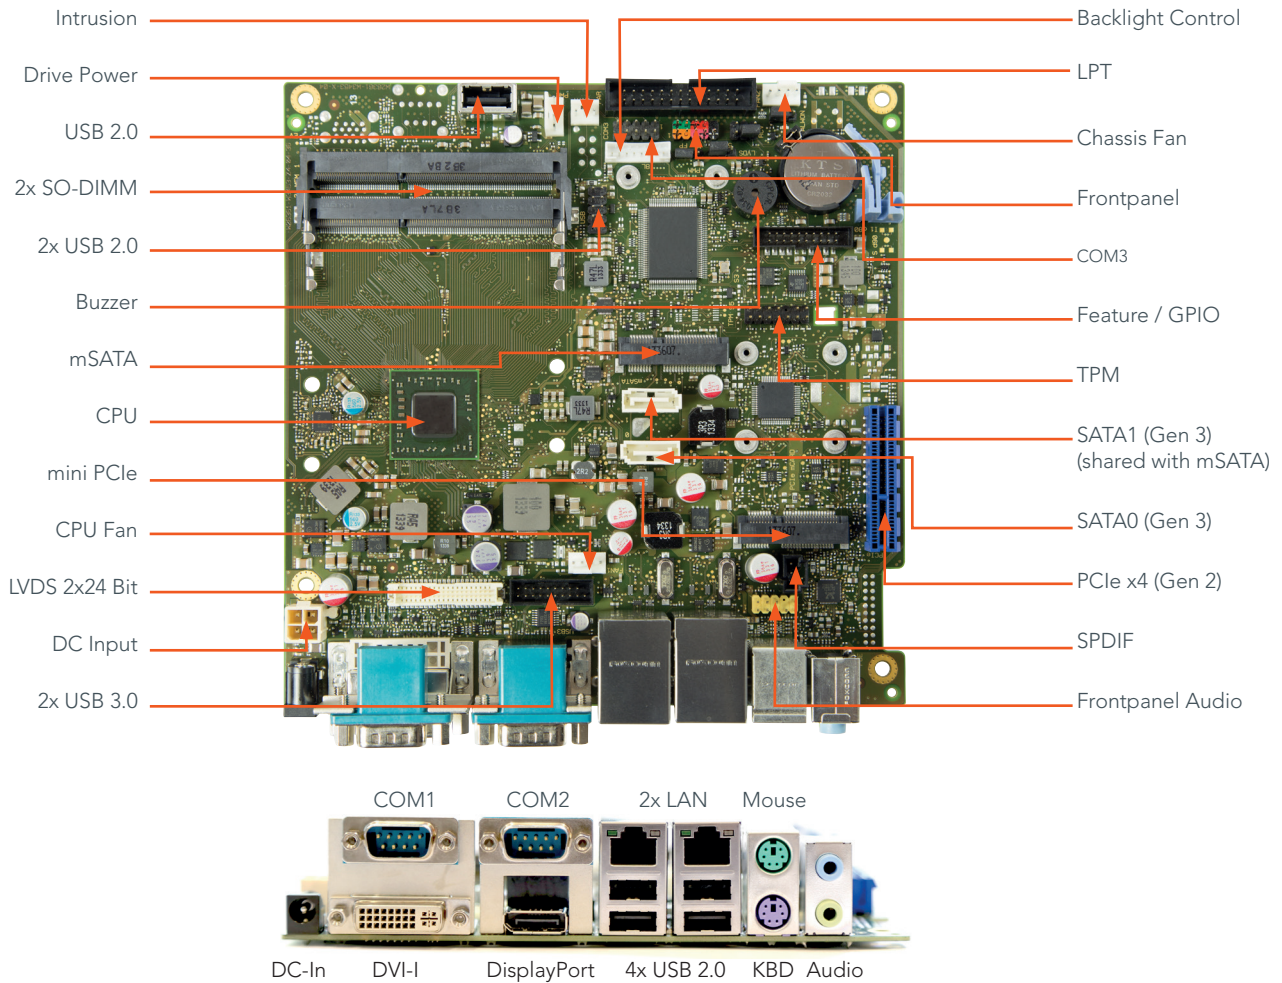 Intrusion
Drive Power
USB 2.0
2x SO-DIMM
2x USB 2.0
Buzzer
mSATA
CPU
mini PCIe
CPU Fan
LVDS 2x24 Bit
DC Input
2x USB 3.0
Backlight Control
LPT
Chassis Fan
Frontpanel
COM3
Feature / GPIO
TPM
SATA1 (Gen 3)
(shared with mSATA)
SATA0 (Gen 3)
PCIe x4 (Gen 2)
SPDIF
Frontpanel Audio
COM1
COM2
2x LAN
Mouse
DC-In
DVI-I
DisplayPort
4x USB 2.0
KBD
Audio